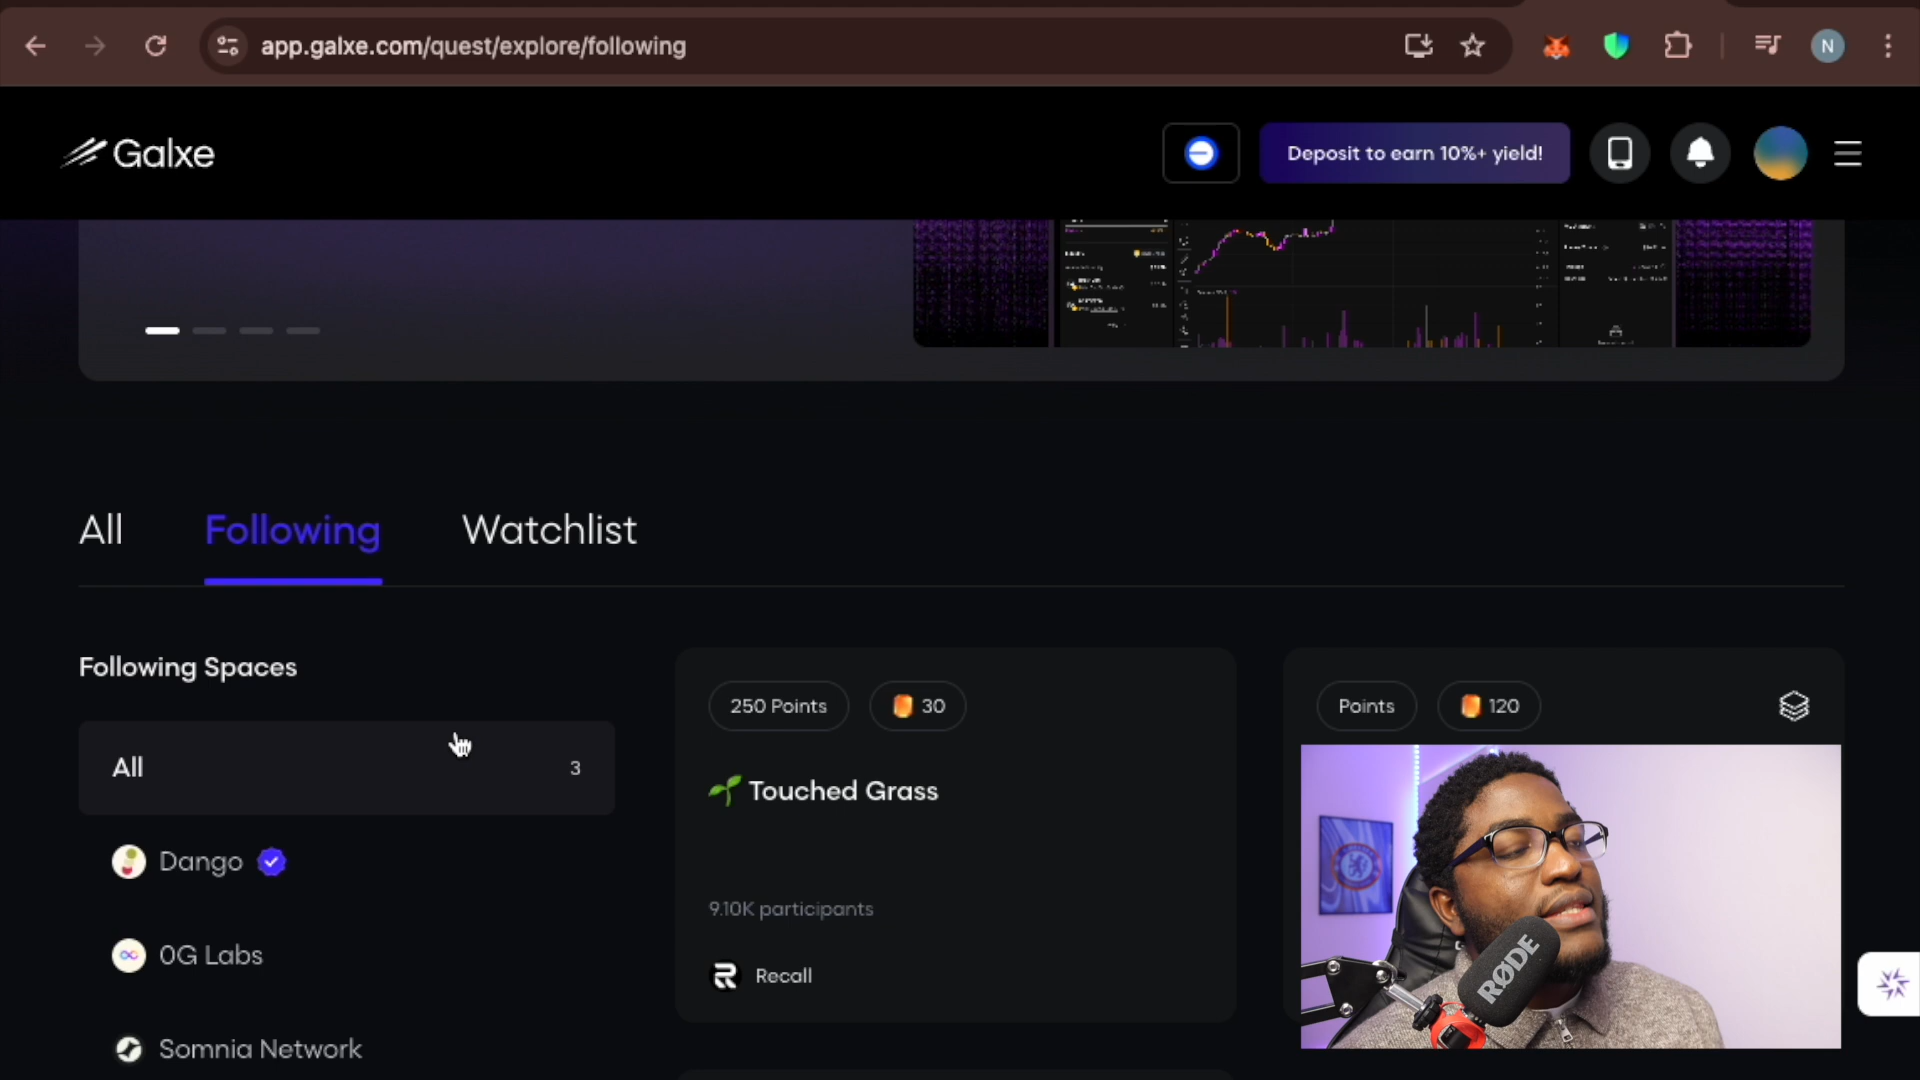 app.galxe.com/quest/explore/following
N
Galxe
Deposit to earn 10%+ yield!
All
Following
Watchlist
Following Spaces
All
3
Dango
0G Labs
Somnia Network
250 Points
30
Touched Grass
9.10K participants
Recall
Points
120
RØDE